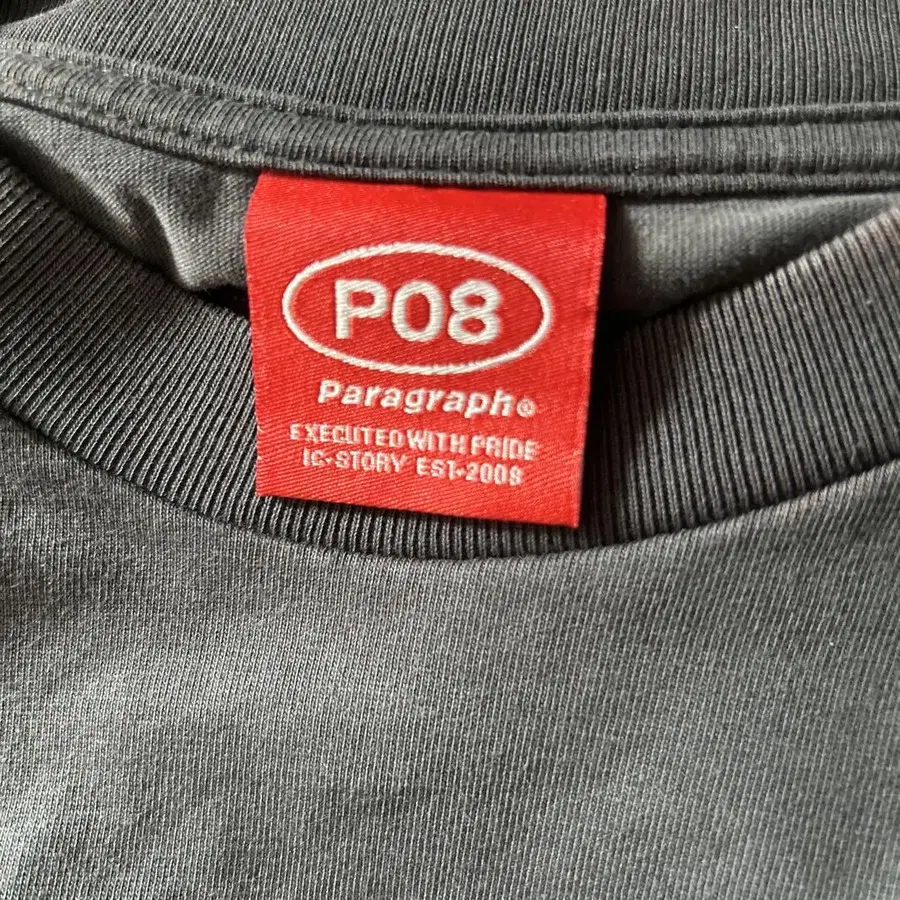 P08
Paragraph©
EXECUTED WITH PRIDE
IC-STORY EST-2008